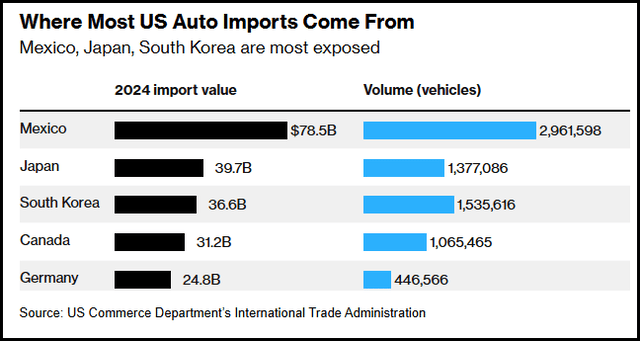 Where Most US Auto Imports Come From
Mexico, Japan, South Korea are most exposed
2024 import value Volume (vehicles)
Mexico $78.5B 2,961,598
Japan 39.7B 1,377,086
South Korea 36.6B 1,535,616
Canada 31.2B 1,065,465
Germany 24.8B 446,566
Source: US Commerce Department's International Trade Administration